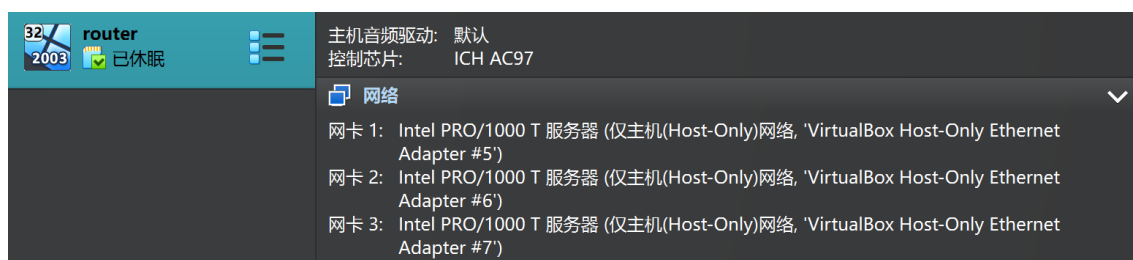 32
2003
router
已休眠
主机音频驱动: 默认
控制芯片: ICH AC97
网络
网卡 1: Intel PRO/1000 T 服务器 (仅主机(Host-Only)网络, 'VirtualBox Host-Only Ethernet
Adapter #5')
网卡 2: Intel PRO/1000 T 服务器 (仅主机(Host-Only)网络, 'VirtualBox Host-Only Ethernet
Adapter #6')
网卡 3: Intel PRO/1000 T 服务器 (仅主机(Host-Only)网络, 'VirtualBox Host-Only Ethernet
Adapter #7')